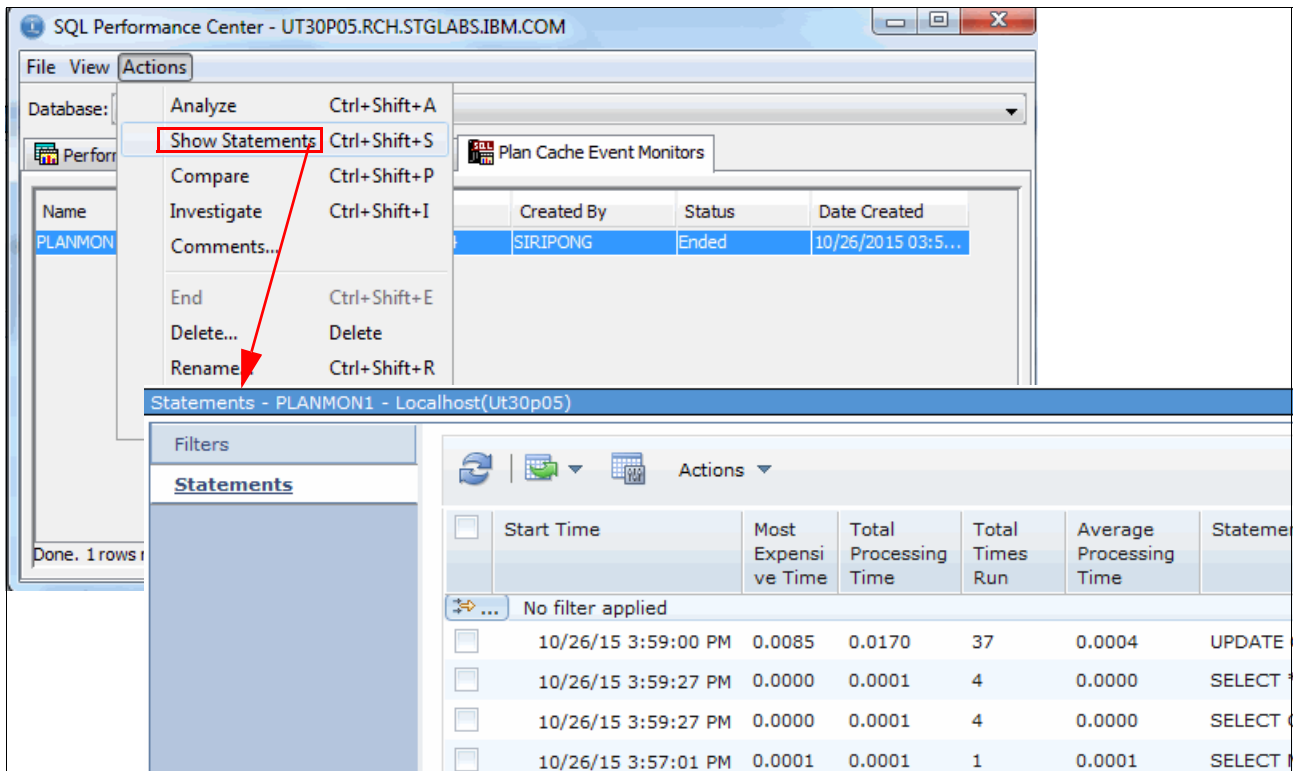 SQL Performance Center - UT30P05.RCH.STGLABS.IBM.COM
File View Actions
Database:
Analyze Ctrl+Shift+A
Show Statements Ctrl+Shift+S
Compare Ctrl+Shift+P
Investigate Ctrl+Shift+I
Comments...
End Ctrl+Shift+E
Delete... Delete
Rename... Ctrl+Shift+R
Perforr
Plan Cache Event Monitors
Name Created By Status Date Created
PLANMON SIRIPONG Ended 10/26/2015 03:5...
Done. 1 rows r
Statements - PLANMON1 - Localhost(Ut30p05)
Filters
Statements
Actions
Start Time Most Expensi ve Time Total Processing Time Total Times Run Average Processing Time Statemer
... No filter applied
10/26/15 3:59:00 PM 0.0085 0.0170 37 0.0004 UPDATE
10/26/15 3:59:27 PM 0.0000 0.0001 4 0.0000 SELECT *
10/26/15 3:59:27 PM 0.0000 0.0001 4 0.0000 SELECT
10/26/15 3:57:01 PM 0.0001 0.0001 1 0.0001 SELECT